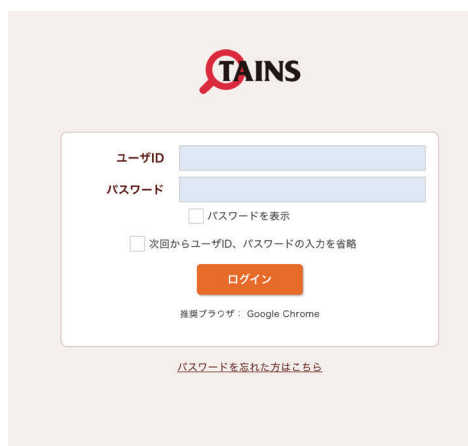 TAINS
ユーザID
パスワード
パスワードを表示
次回からユーザID、パスワードの入力を省略
ログイン
推奨ブラウザ： Google Chrome
パスワードを忘れた方はこちら